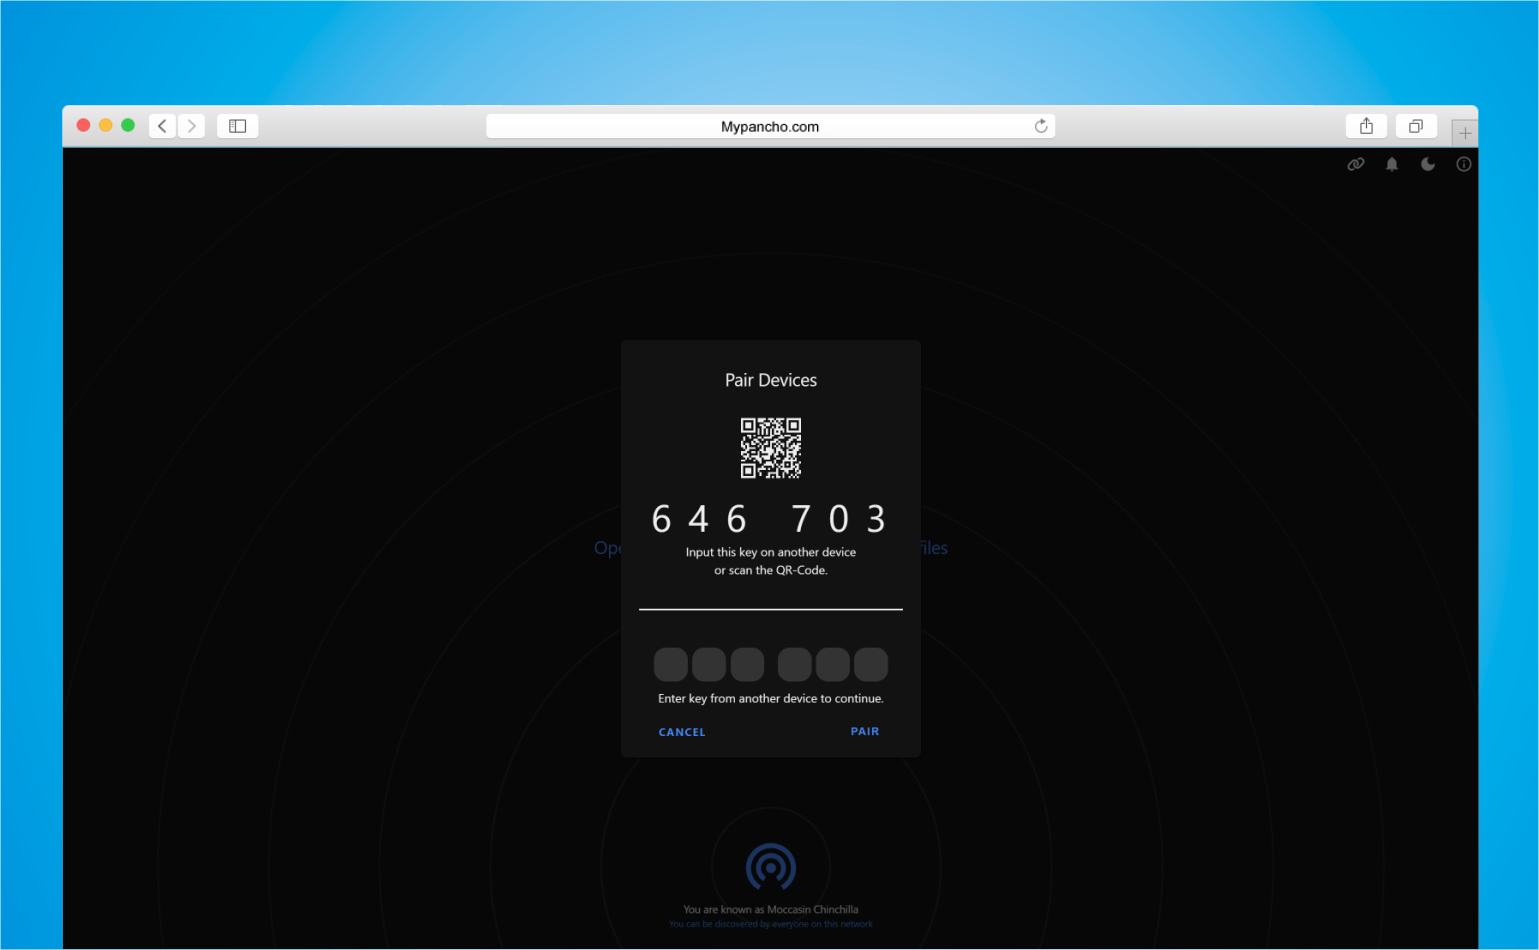 Mypancho.com
Pair Devices
646 703
Input this key on another device
or scan the QR-Code.
Enter key from another device to continue.
CANCEL PAIR
You are known as Moccasin Chinchilla
You can be discovered by everyone on this network